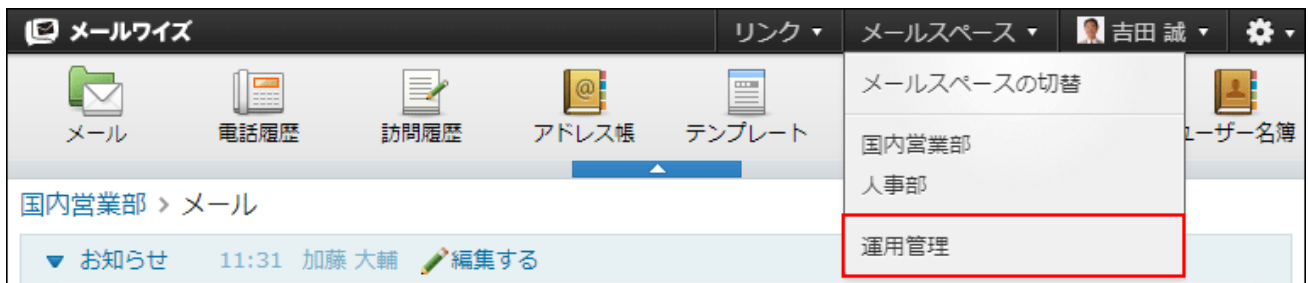 メールワイズ リンク ▼ メールスペース ▼ 吉田 誠 ▼
メール 電話履歴 訪問履歴 アドレス帳 テンプレート ユーザー名簿
メールスペースの切替
国内営業部
人事部
運用管理
国内営業部 > メール
▼ お知らせ 11:31 加藤 大輔 編集する